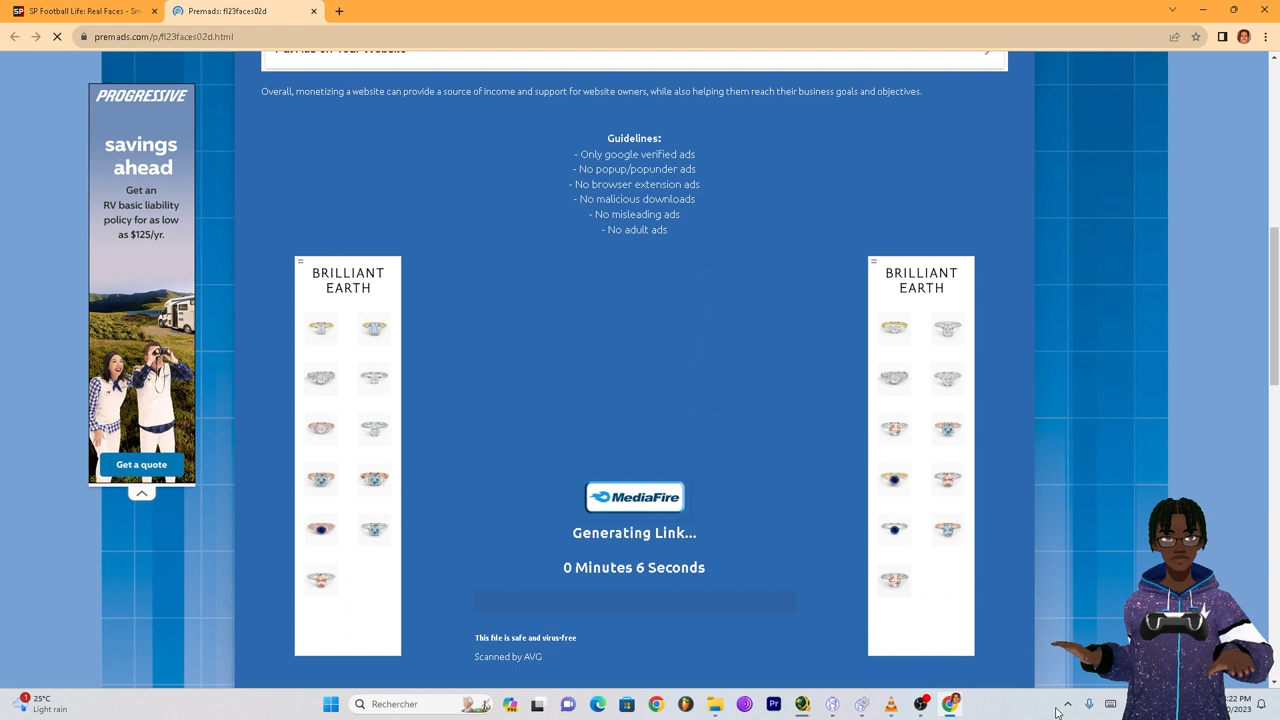 SP Football Life: Real Faces - Sm
Premads: fl23faces02d
premads.com/p/fl23faces02d.html
Overall, monetizing a website can provide a source of income and support for website owners, while also helping them reach their business goals and objectives.
Guidelines:
- Only google verified ads
- No popup/popunder ads
- No browser extension ads
- No malicious downloads
- No misleading ads
- No adult ads
PROGRESSIVE
savings
ahead
Get an
RV basic liability
policy for as low
as $125/yr.
Get a quote
BRILLIANT
EARTH
BRILLIANT
EARTH
MediaFire
Generating Link...
0 Minutes 6 Seconds
This file is safe and virus-free
Scanned by AVG
1
25°C
Light rain
Rechercher